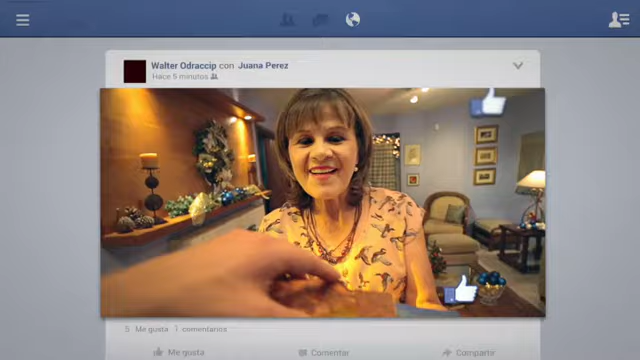 Walter Odraccip con Juana Perez
Hace 5 minutos
5 Me gusta 1 comentarios
Me gusta
Comentar
Compartir